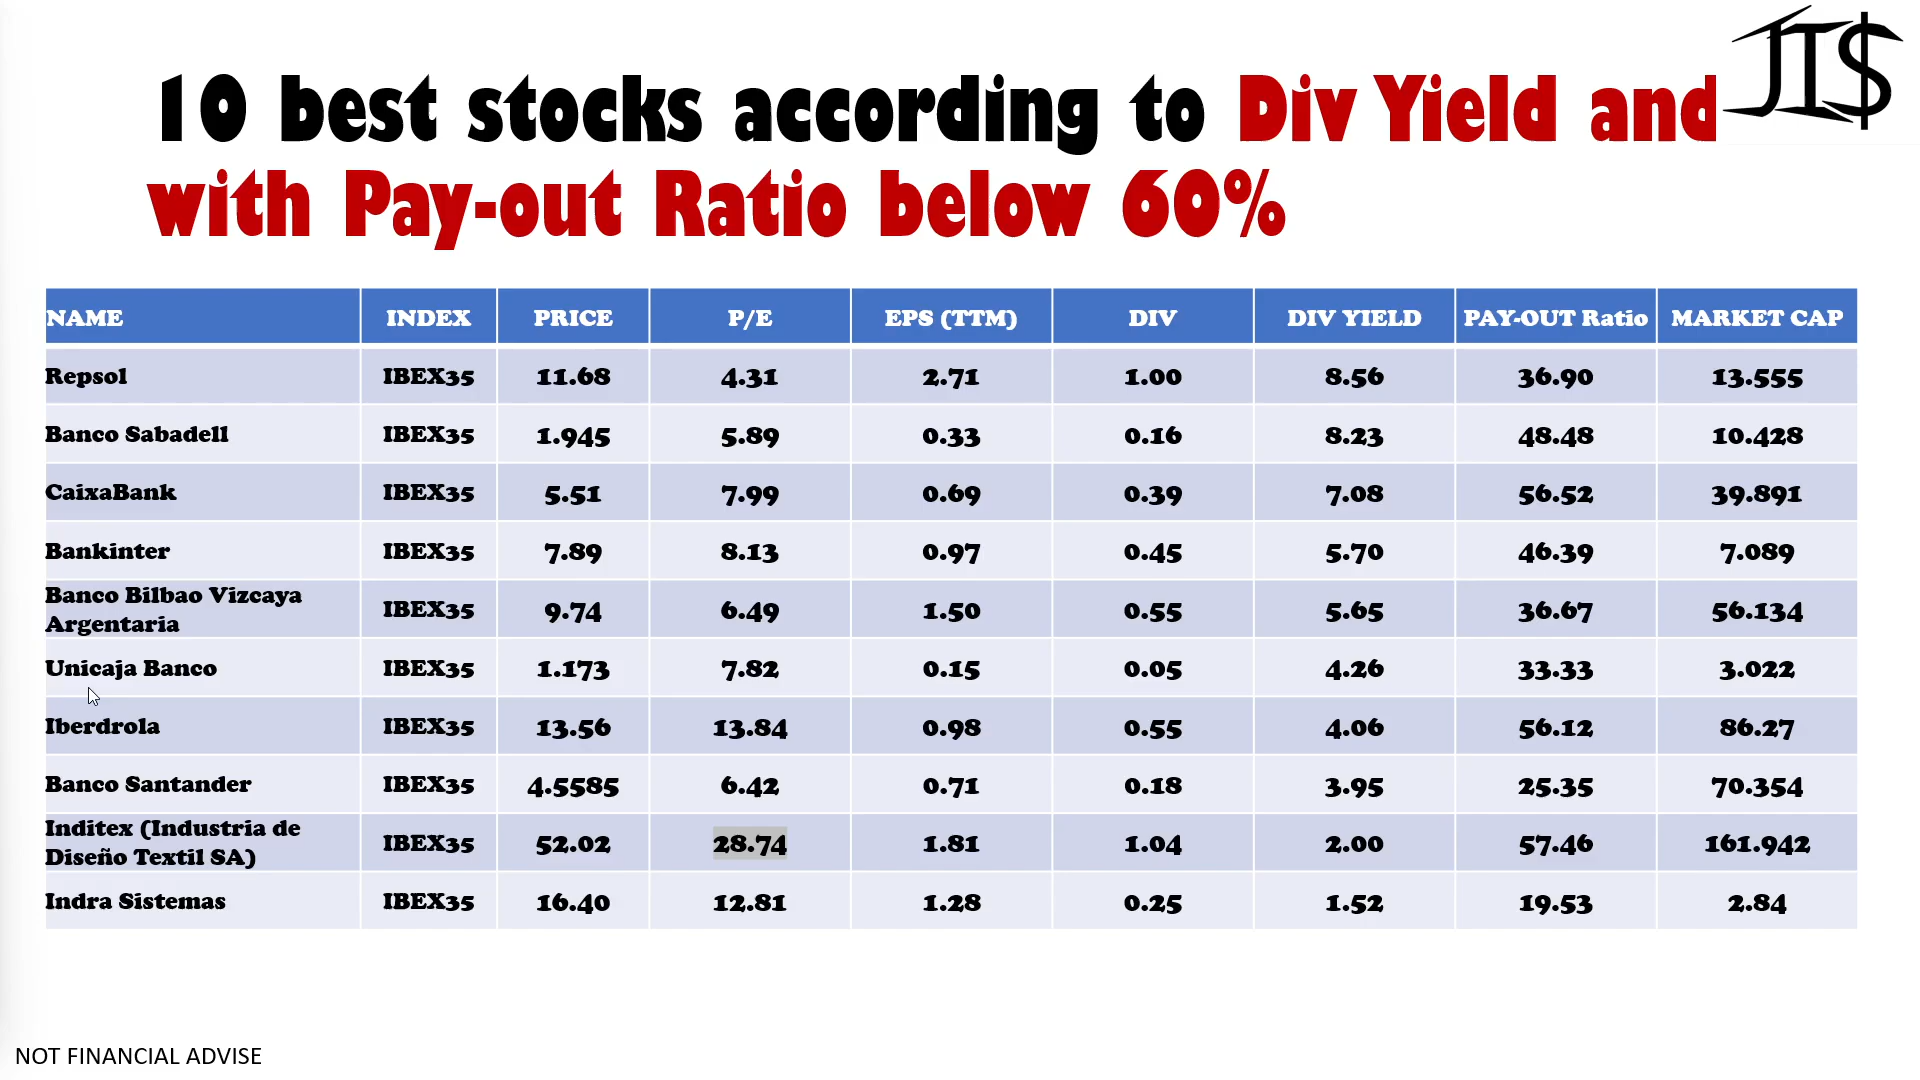 JI$
10 best stocks according to Div Yield and
with Pay-out Ratio below 60%
NAME INDEX PRICE P/E EPS (TTM) DIV DIV YIELD PAY-OUT Ratio MARKET CAP
Repsol IBEX35 11.68 4.31 2.71 1.00 8.56 36.90 13.555
Banco Sabadell IBEX35 1.945 5.89 0.33 0.16 8.23 48.48 10.428
CaixaBank IBEX35 5.51 7.99 0.69 0.39 7.08 56.52 39.891
Bankinter IBEX35 7.89 8.13 0.97 0.45 5.70 46.39 7.089
Banco Bilbao Vizcaya
Argentaria IBEX35 9.74 6.49 1.50 0.55 5.65 36.67 56.134
Unicaja Banco IBEX35 1.173 7.82 0.15 0.05 4.26 33.33 3.022
Iberdrola IBEX35 13.56 13.84 0.98 0.55 4.06 56.12 86.27
Banco Santander IBEX35 4.5585 6.42 0.71 0.18 3.95 25.35 70.354
Inditex (Industria de
Diseño Textil SA) IBEX35 52.02 28.74 1.81 1.04 2.00 57.46 161.942
Indra Sistemas IBEX35 16.40 12.81 1.28 0.25 1.52 19.53 2.84
NOT FINANCIAL ADVISE